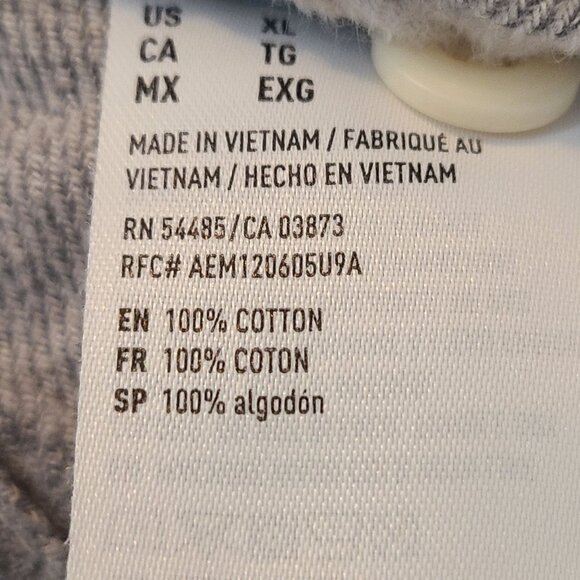 US XL
CA TG
MX EXG
MADE IN VIETNAM / FABRIQUÉ AU
VIETNAM / HECHO EN VIETNAM
RN 54485/CA 03873
RFC# AEM120605U9A
EN 100% COTTON
FR 100% COTON
SP 100% algodón